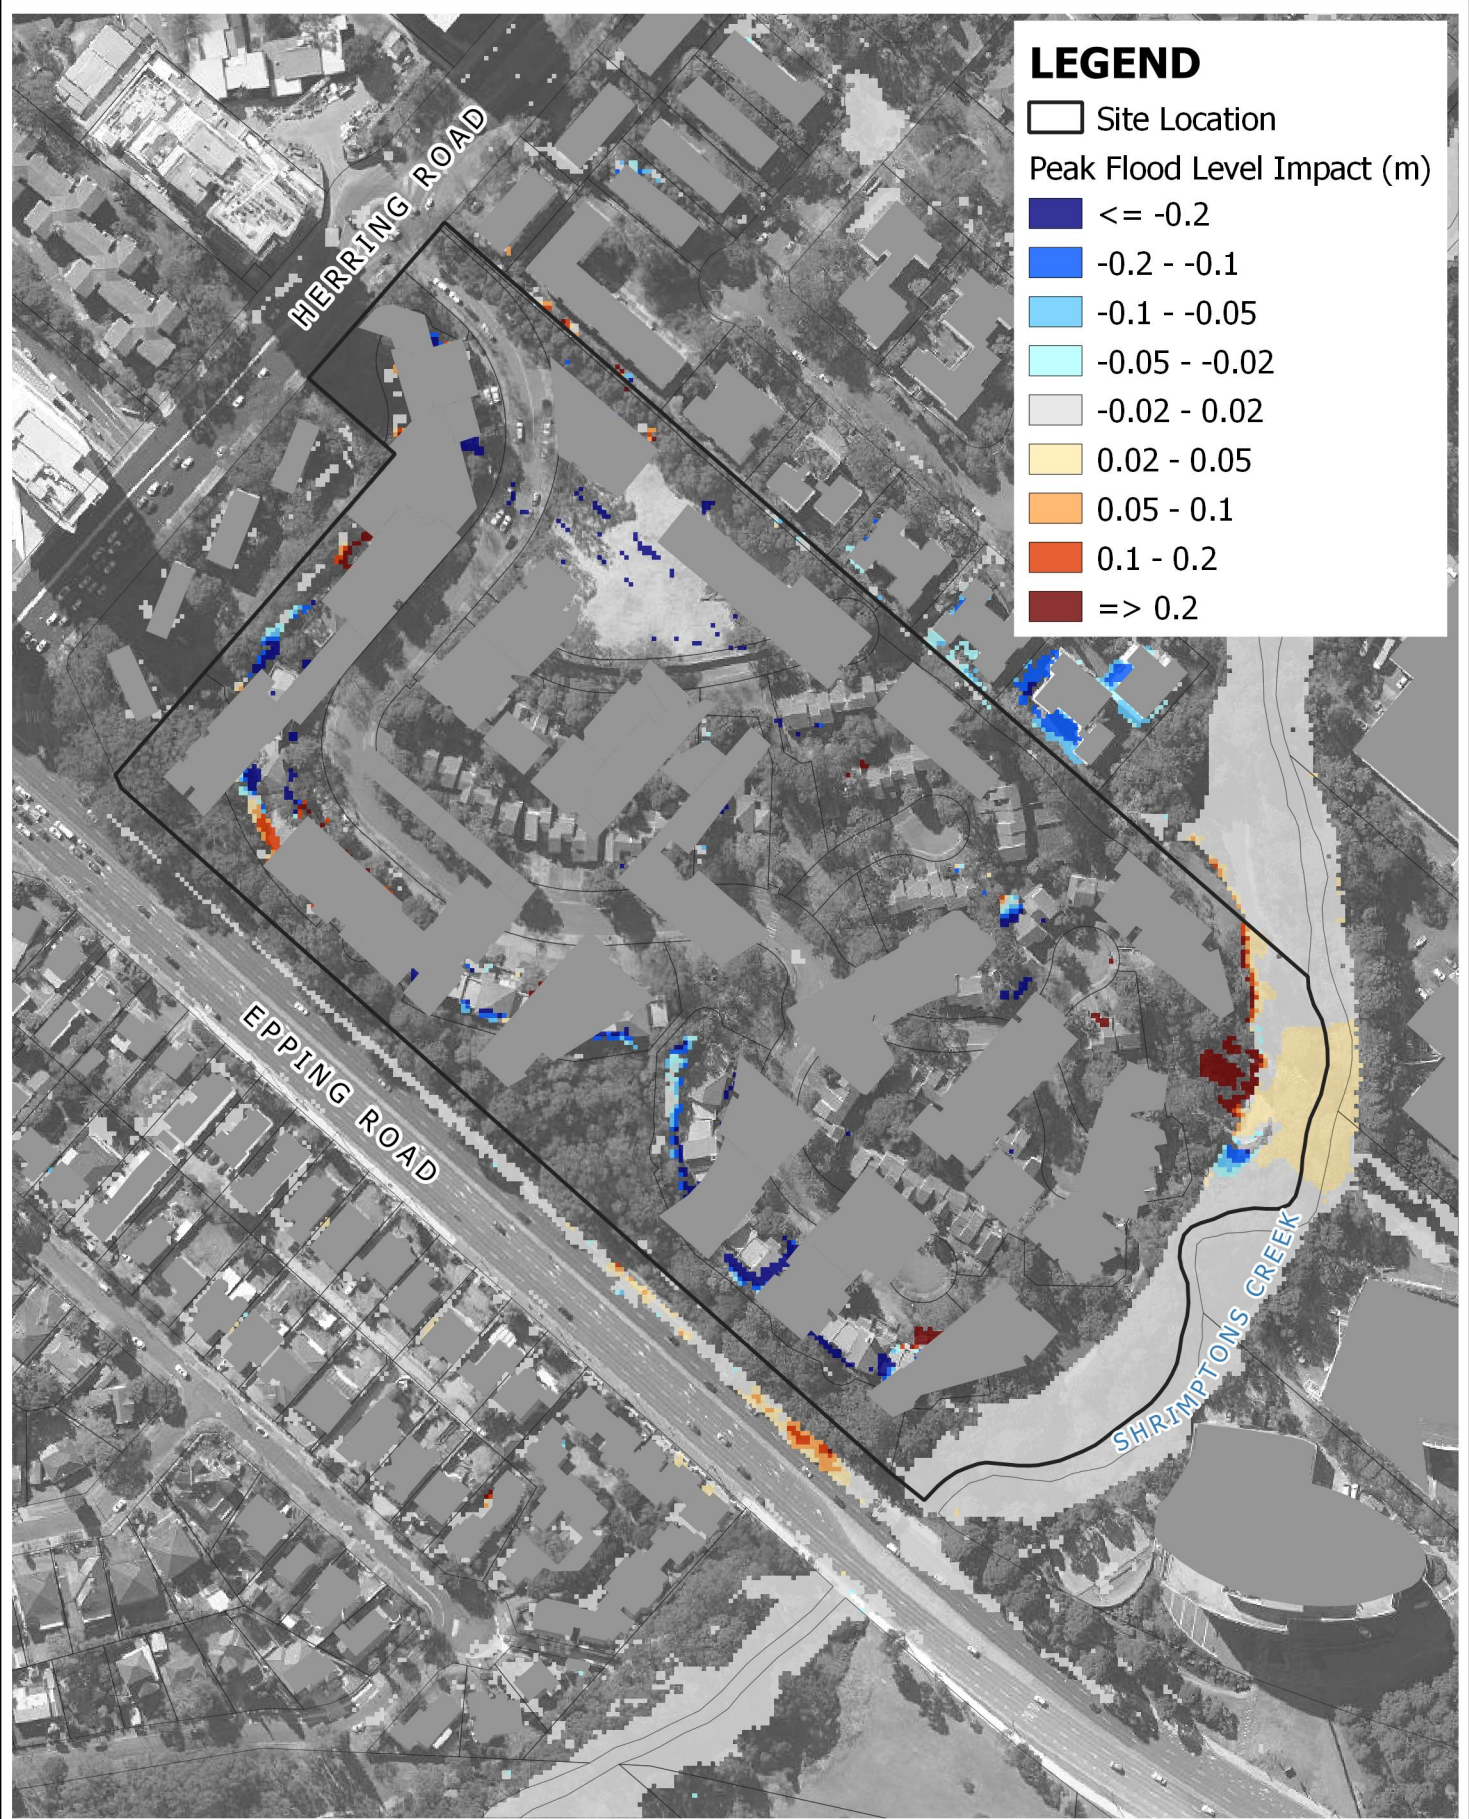 LEGEND
Site Location
Peak Flood Level Impact (m)
<= -0.2
-0.2 - -0.1
-0.1 - -0.05
-0.05 - -0.02
-0.02 - 0.02
0.02 - 0.05
0.05 - 0.1
0.1 - 0.2
=> 0.2
HERRING ROAD
EPPING ROAD
SHRIMPTONS CREEK